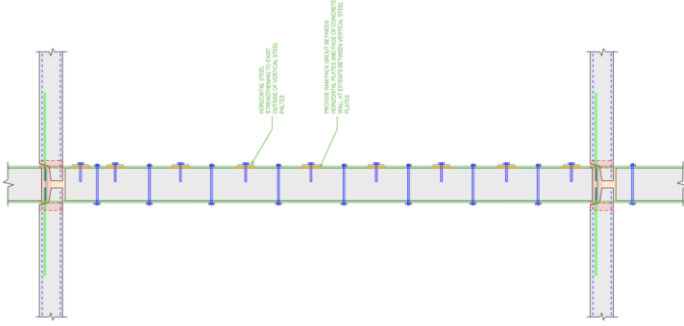 HORIZONTAL STEEL
STRENGTHENING TO EXIST
OUTSIDE OF VERTICAL STEEL
PALTES
PROVIDE RAM PACK GROUT BETWEEN
HORIZONTAL PLATES AND FACE OF CONCRETE
WALL AT EXTENTS BETWEEN VERTICAL STEEL
PLATES